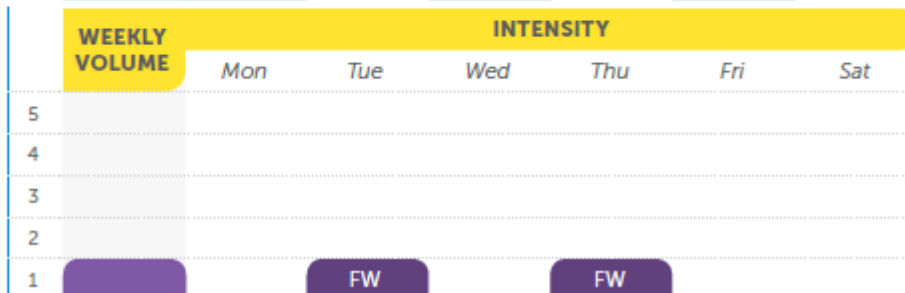 WEEKLY VOLUME INTENSITY
Mon Tue Wed Thu Fri Sat
5
4
3
2
1 FW FW